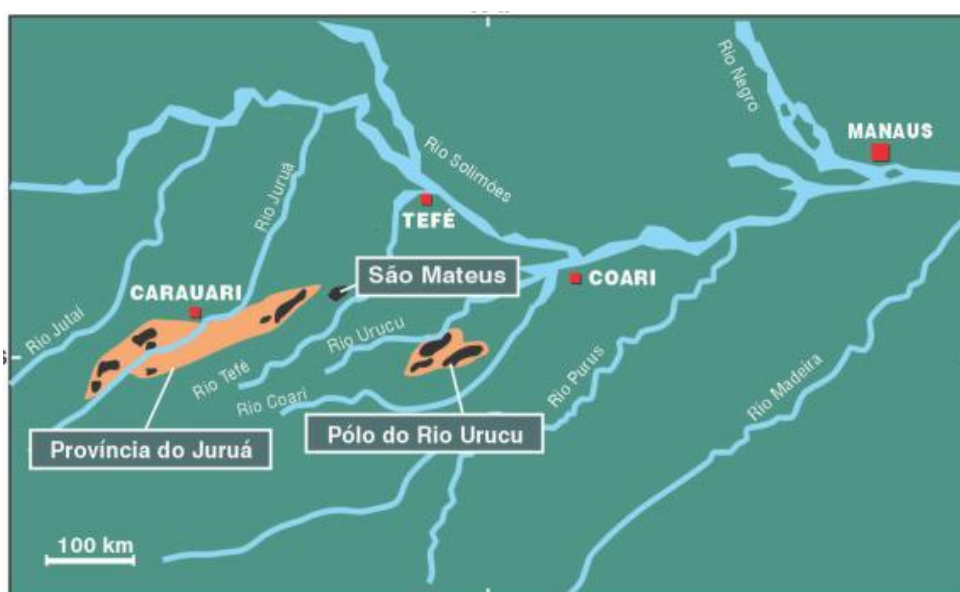 Rio Negro
MANAUS
Rio Solimões
Rio Juruá
TEFÉ
São Mateus
COARI
CARAUARI
Rio Jutaí
Rio Urucu
Rio Tefé
Rio Coari
Rio Purus
Rio Madeira
Província do Juruá
Pólo do Rio Urucu
100 km